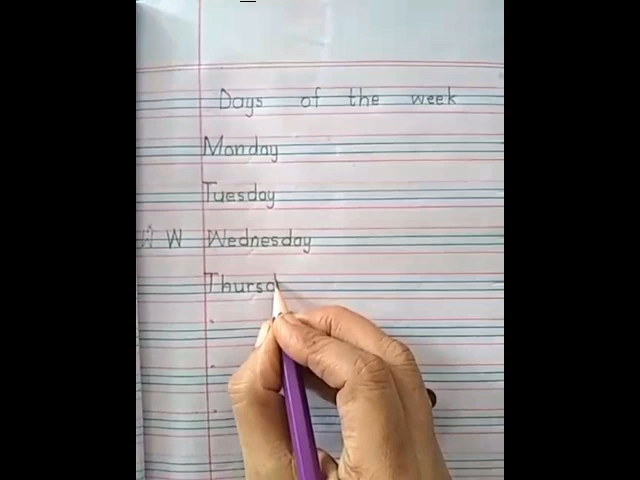 Days of the week
Monday
Tuesday
W W Wednesday
Thursd